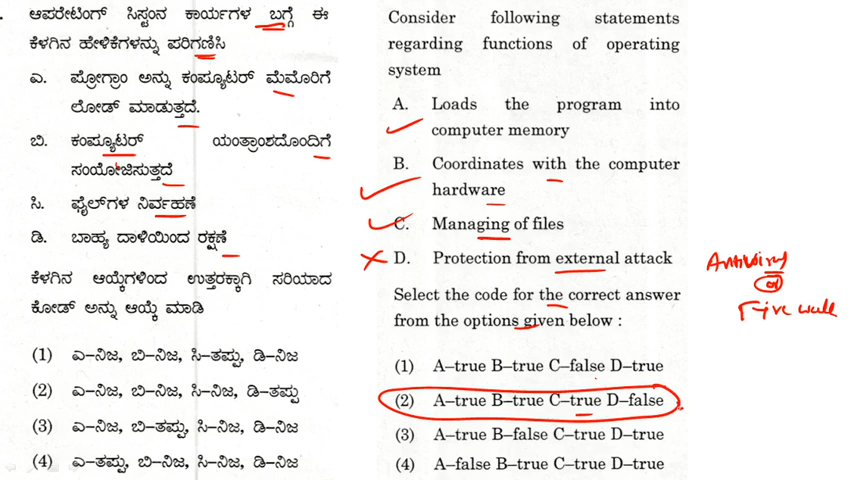 ಆಪರೇಟಿಂಗ್ ಸಿಸ್ಟಂನ ಕಾರ್ಯಗಳ ಬಗ್ಗೆ ಈ
ಕೆಳಗಿನ ಹೇಳಿಕೆಗಳನ್ನು ಪರಿಗಣಿಸಿ
ಎ. ಪ್ರೋಗ್ರಾಂ ಅನ್ನು ಕಂಪ್ಯೂಟರ್ ಮೆಮೊರಿಗೆ
ಲೋಡ್ ಮಾಡುತ್ತದೆ.
ಬಿ. ಕಂಪ್ಯೂಟರ್ ಯಂತ್ರಾಂಶದೊಂದಿಗೆ
ಸಂಯೋಜಿಸುತ್ತದೆ
ಸಿ. ಫೈಲ್‌ಗಳ ನಿರ್ವಹಣೆ
ಡಿ. ಬಾಹ್ಯ ದಾಳಿಯಿಂದ ರಕ್ಷಣೆ
ಕೆಳಗಿನ ಆಯ್ಕೆಗಳಿಂದ ಉತ್ತರಕ್ಕಾಗಿ ಸರಿಯಾದ
ಕೋಡ್ ಅನ್ನು ಆಯ್ಕೆ ಮಾಡಿ
(1) ಎ–ನಿಜ, ಬಿ–ನಿಜ, ಸಿ–ತಪ್ಪು, ಡಿ–ನಿಜ
(2) ಎ–ನಿಜ, ಬಿ–ನಿಜ, ಸಿ–ನಿಜ, ಡಿ–ತಪ್ಪು
(3) ಎ–ನಿಜ, ಬಿ–ತಪ್ಪು, ಸಿ–ನಿಜ, ಡಿ–ನಿಜ
(4) ಎ–ತಪ್ಪು, ಬಿ–ನಿಜ, ಸಿ–ನಿಜ, ಡಿ–ನಿಜ
Consider following statements
regarding functions of operating
system
A. Loads the program into
computer memory
B. Coordinates with the computer
hardware
C. Managing of files
D. Protection from external attack
Select the code for the correct answer
from the options given below :
(1) A–true B–true C–false D–true
(2) A–true B–true C–true D–false
(3) A–true B–false C–true D–true
(4) A–false B–true C–true D–true
Antivirus
or
Fire wall